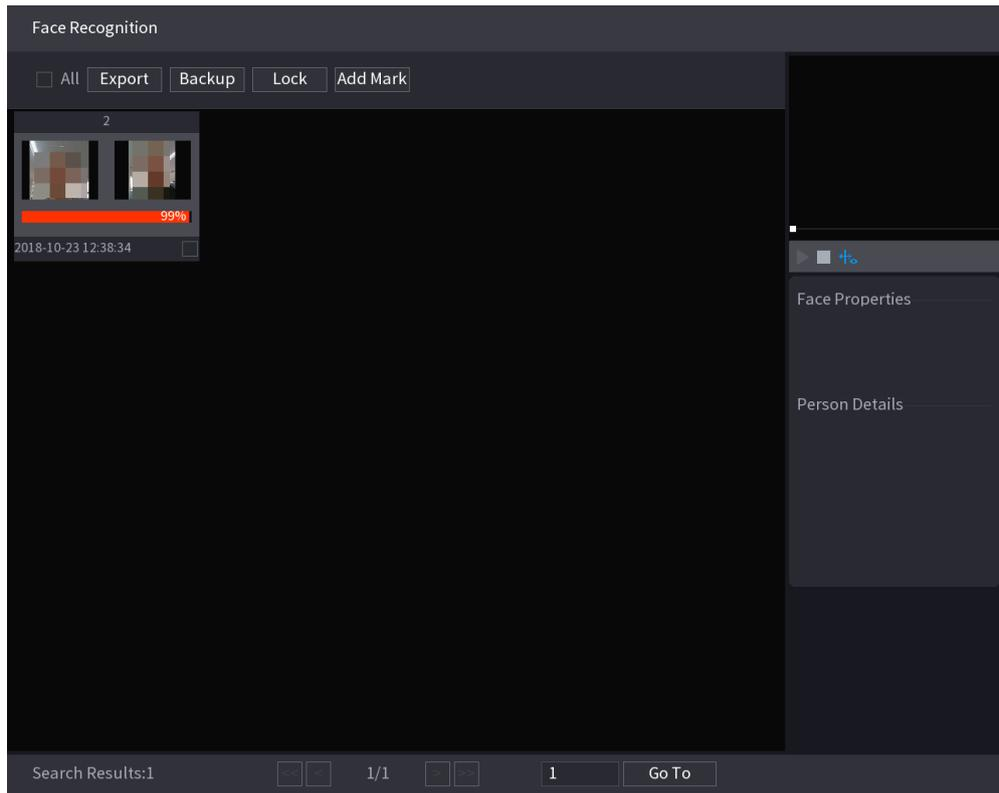 Face Recognition
All Export Backup Lock Add Mark
2
99%
2018-10-23 12:38:34
Face Properties
Person Details
Search Results:1 << < 1/1 > >> 1 Go To